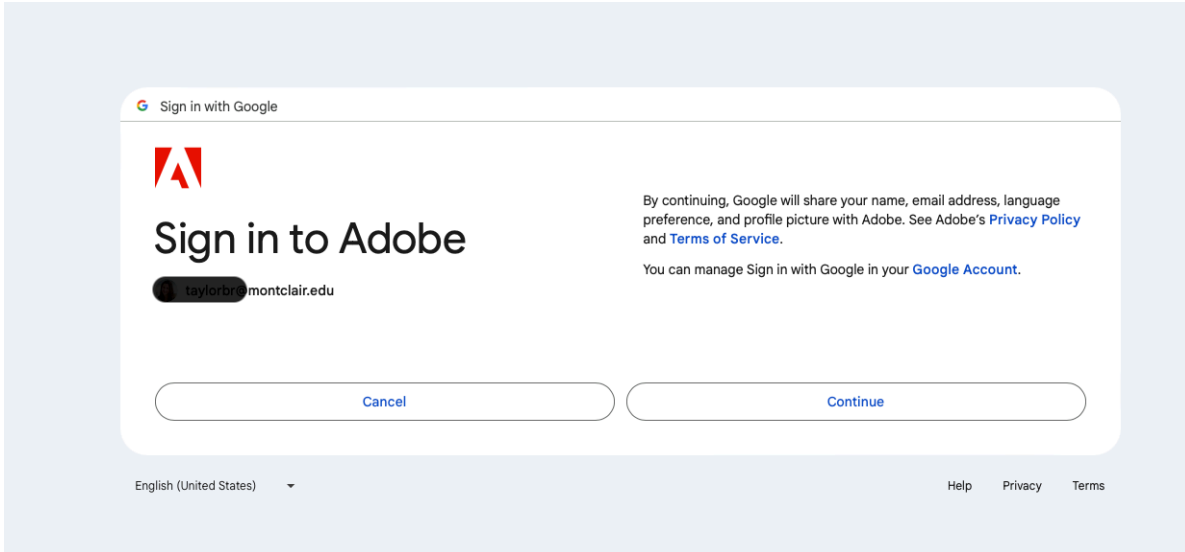 Sign in with Google
Sign in to Adobe
montclair.edu
By continuing, Google will share your name, email address, language
preference, and profile picture with Adobe. See Adobe’s Privacy Policy
and Terms of Service.
You can manage Sign in with Google in your Google Account.
Cancel
Continue
English (United States)
Help
Privacy
Terms